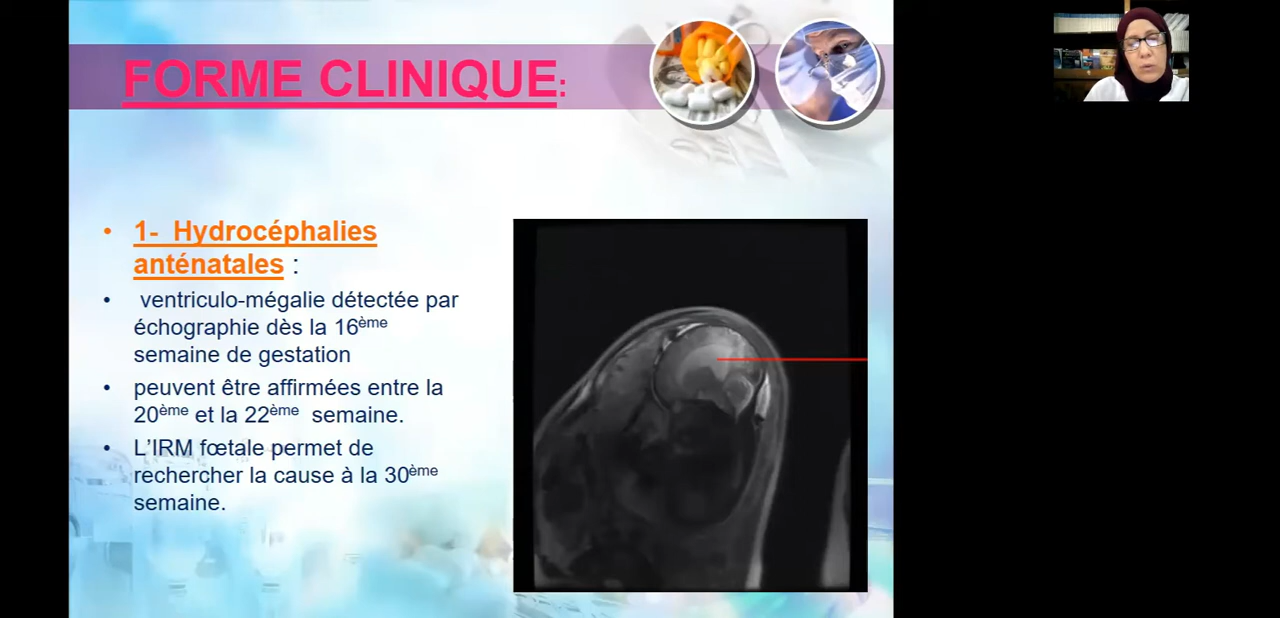 FORME CLINIQUE:
• 1- Hydrocéphalies
anténatales :
• ventriculo-mégalie détectée par
échographie dès la 16ème
semaine de gestation
• peuvent être affirmées entre la
20ème et la 22ème semaine.
• L’IRM fœtale permet de
rechercher la cause à la 30ème
semaine.